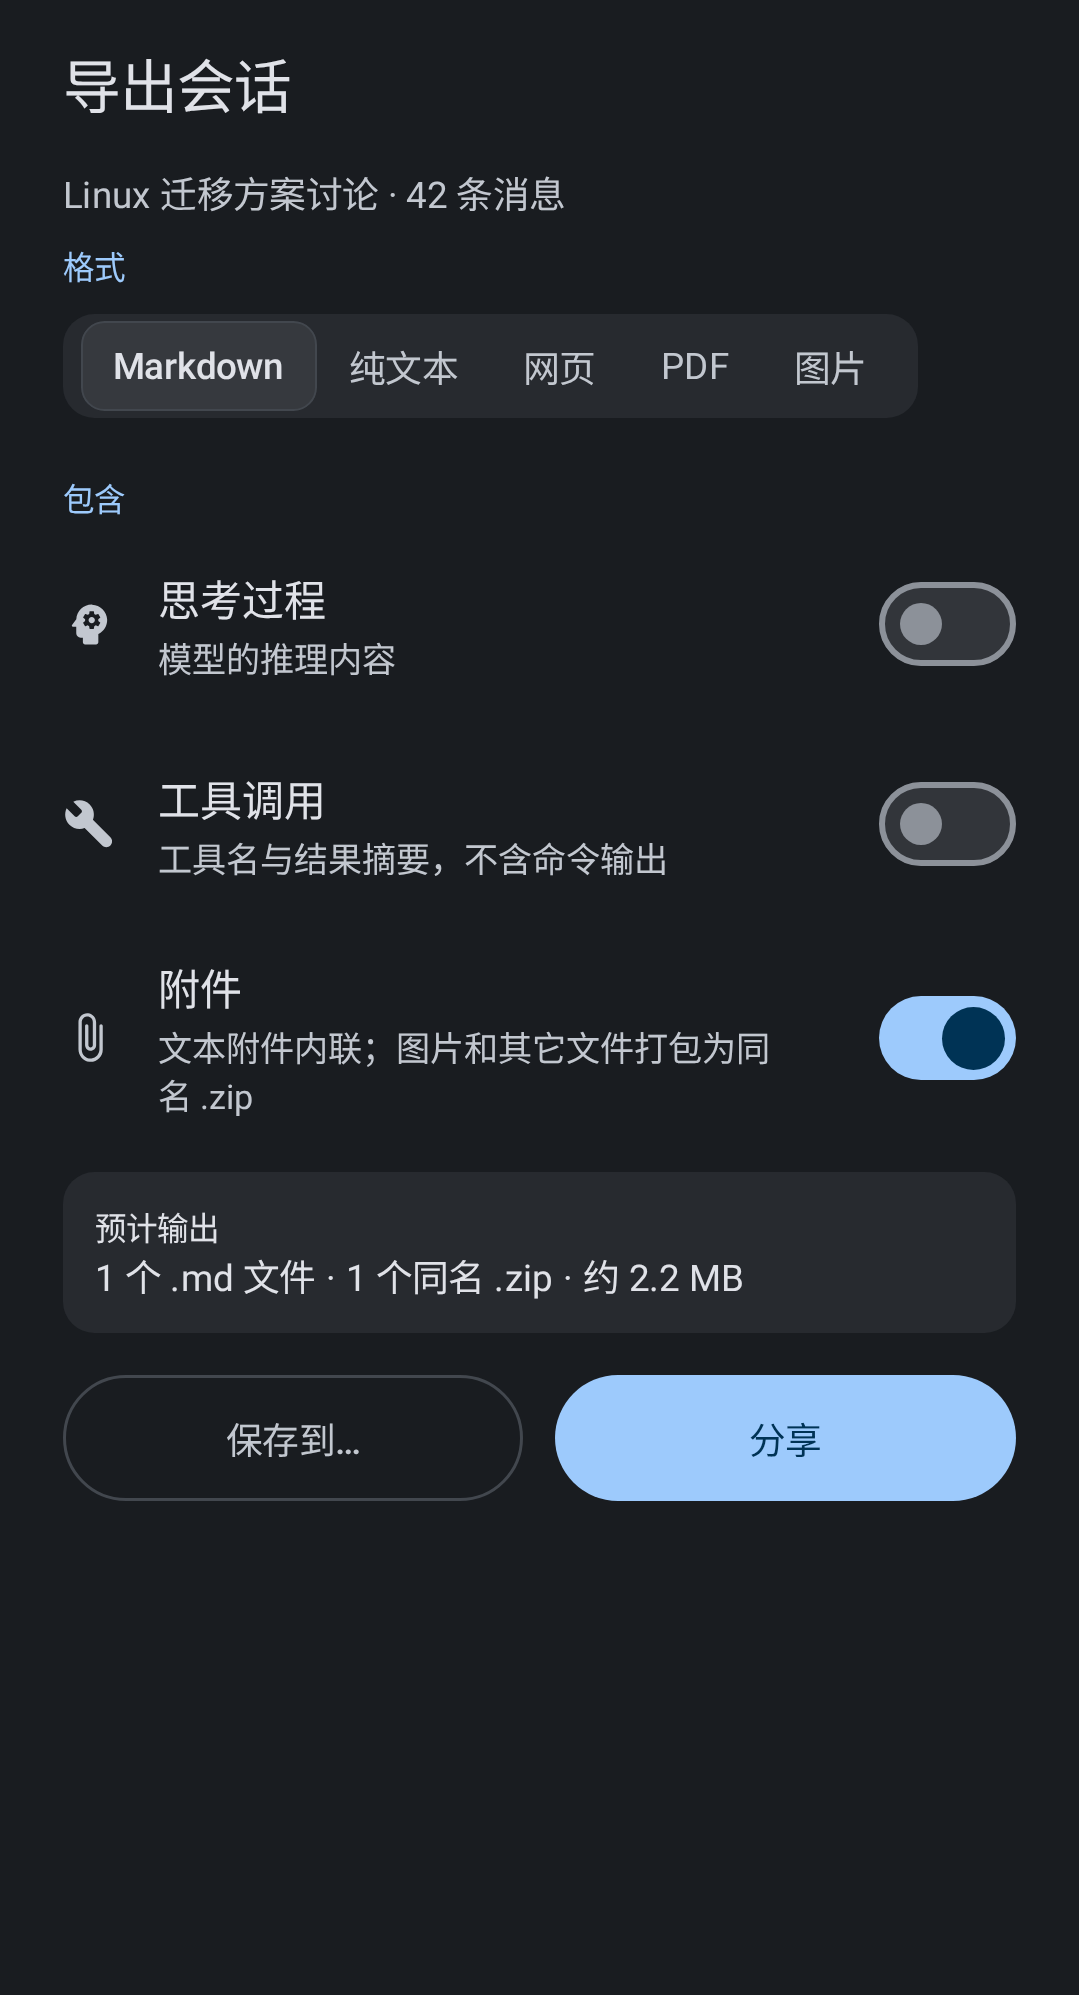 导出会话
Linux 迁移方案讨论 · 42 条消息
格式
Markdown 纯文本 网页 PDF 图片
包含
思考过程
模型的推理内容
工具调用
工具名与结果摘要，不含命令输出
附件
文本附件内联；图片和其它文件打包为同
名 .zip
预计输出
1 个 .md 文件 · 1 个同名 .zip · 约 2.2 MB
保存到... 分享